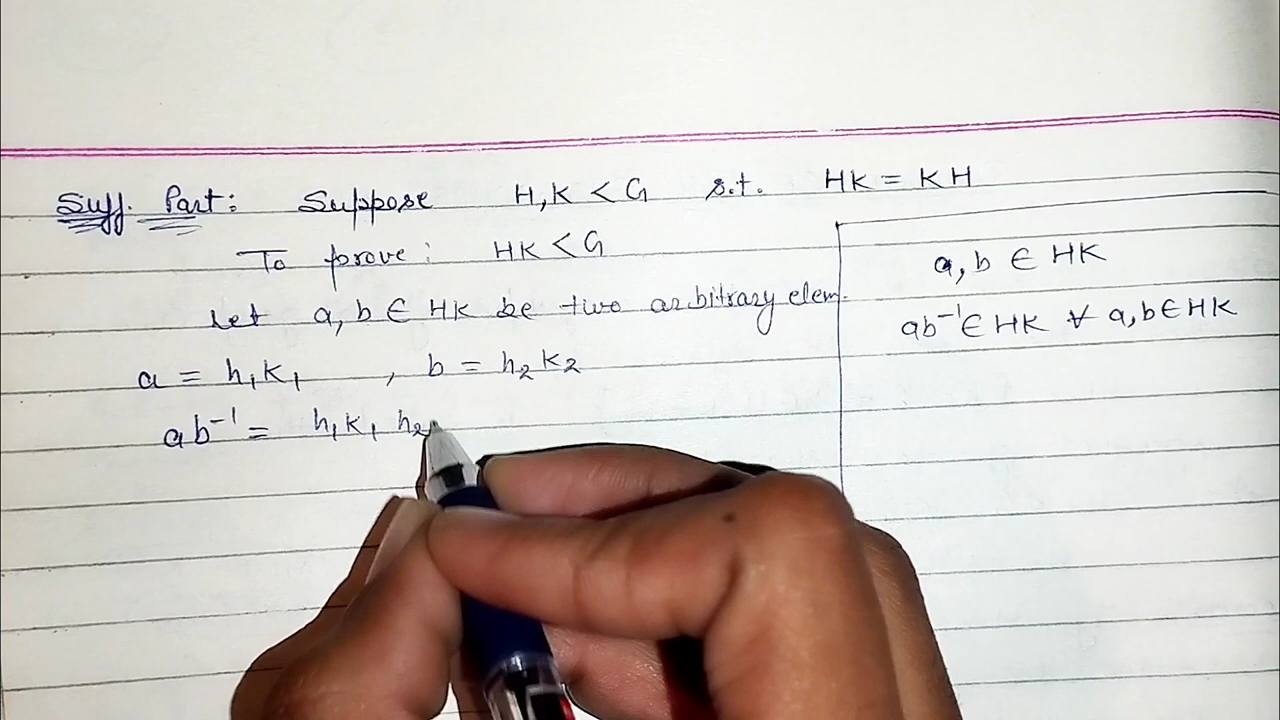 Suff. Part: Suppose H,K < G s.t. HK = KH
To prove: HK < G
Let a,b ∈ HK be two arbitrary elem.
a = h₁k₁ , b = h₂k₂
ab⁻¹ = h₁k₁ h₂
a,b ∈ HK
ab⁻¹ ∈ HK ∀ a,b ∈ HK